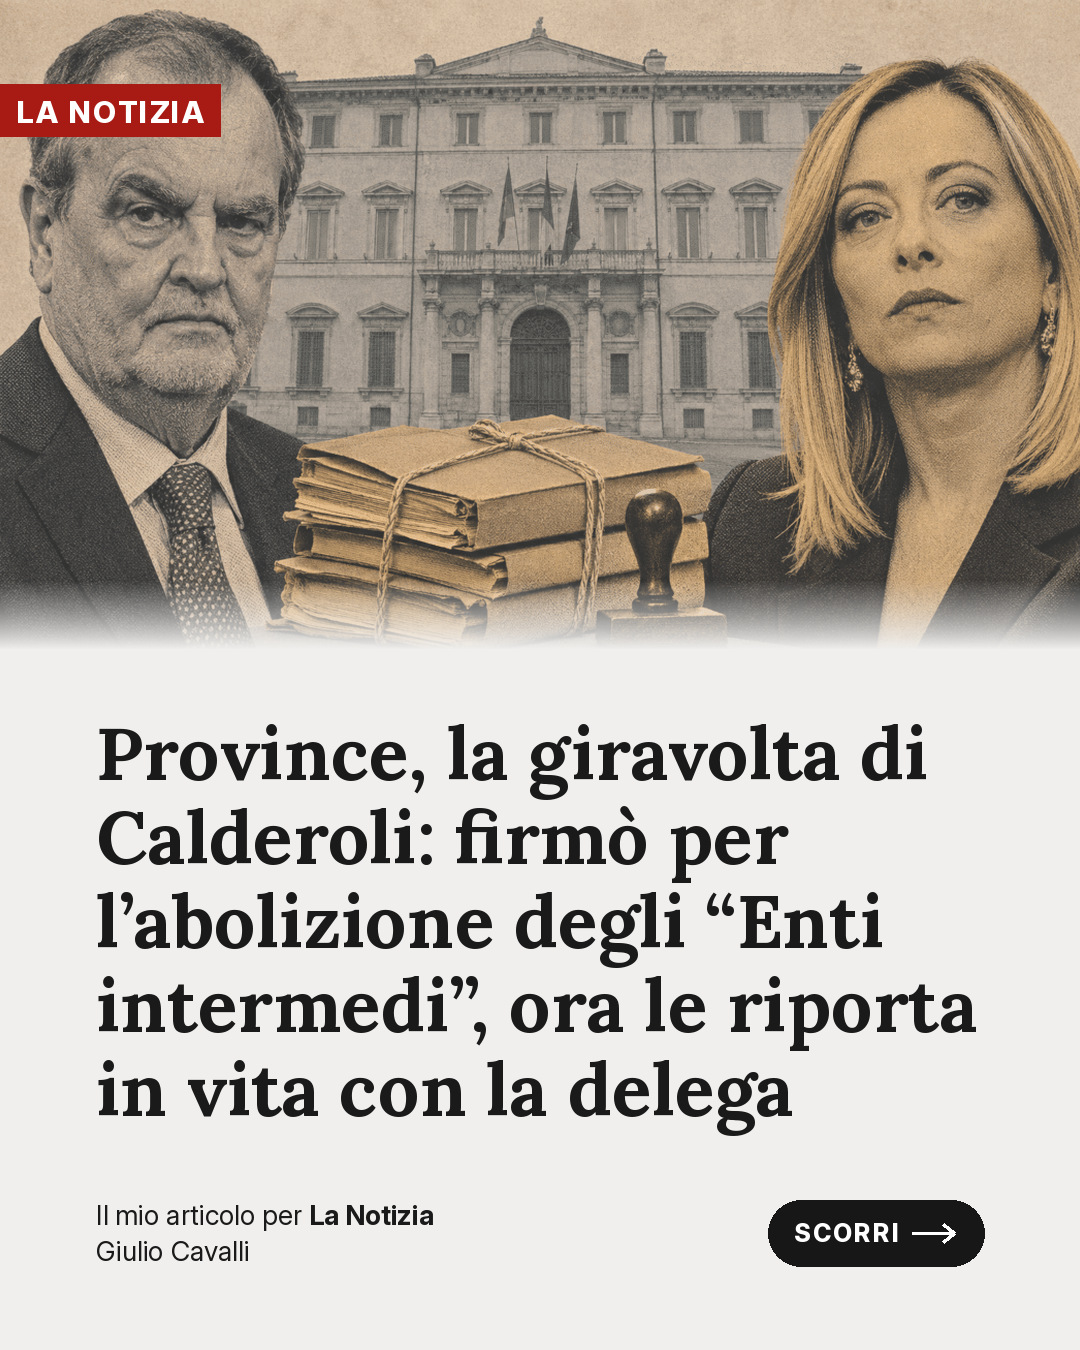 LA NOTIZIA
Province, la giravolta di
Calderoli: firmò per
l’abolizione degli “Enti
intermedi”, ora le riporta
in vita con la delega
Il mio articolo per La Notizia
Giulio Cavalli
SCORRI